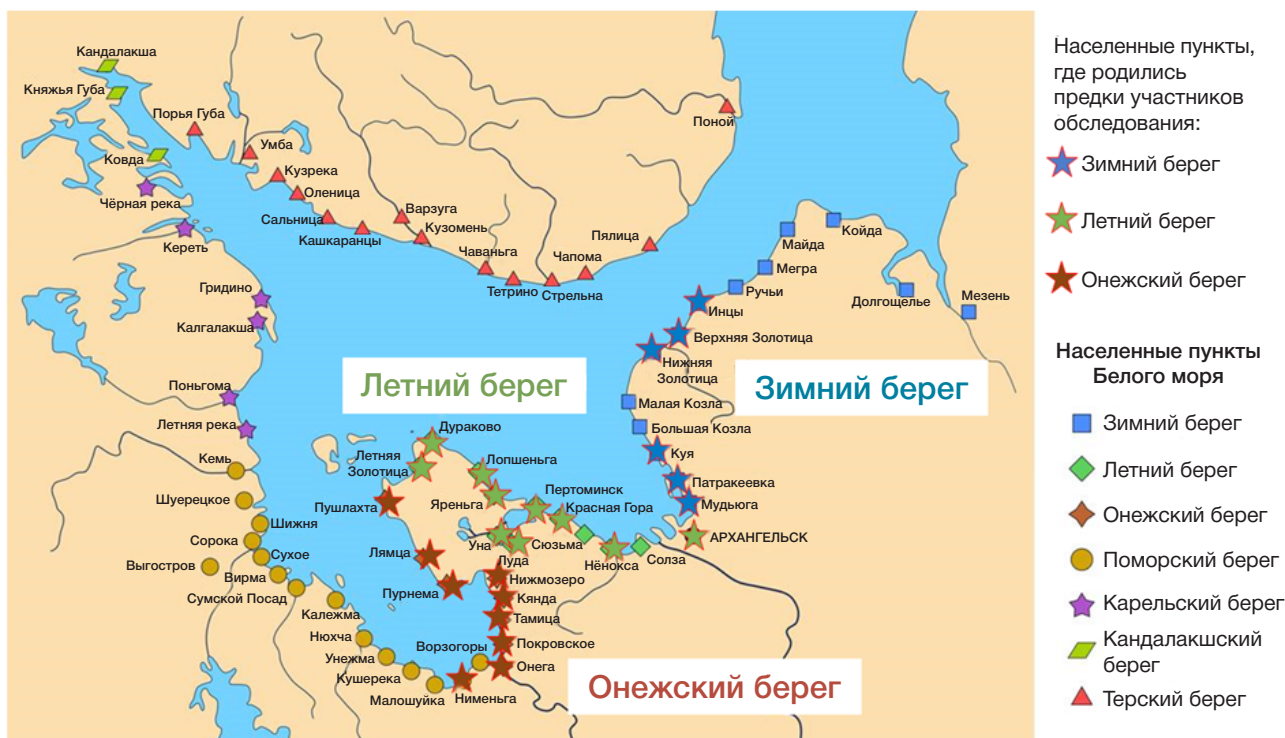 Кандалакша
Княжья Губа
Порья Губа
Умба
Ковда
Кузрека
Оленица
Чёрная река
Сальница
Варзуга
Кашкаранцы
Кузомень
Кереть
Чаваньга
Чапома
Пялица
Поной
Тетрино
Стрельна
Гридино
Калгалакша
Майда
Койда
Мегра
Ручьи
Долгощелье
Мезень
Инцы
Верхняя Золотица
Нижняя
Золотица
Летний берег
Зимний берег
Поньгома
Летняя река
Малая Козла
Большая Козла
Дураково
Куя
Кемь
Летняя
Золотица
Лопшеньга
Патракеевка
Шуерецкое
Пушлахта
Яреньга
Пертоминск
Красная Гора
Мудьюга
Шижня
Сорока
Сухое
Выгостров
Вирма
Сумской Посад
Лямца
Уна
Сюзьма
Луда
Нёнокса
Солза
АРХАНГЕЛЬСК
Пурнема
Нижмозеро
Кянда
Калежма
Тамица
Нюхча
Ворзогоры
Покровское
Унежма
Онега
Кушерека
Малошуйка
Нименьга
Онежский берег
Населенные пункты,
где родились
предки участников
обследования:
Зимний берег
Летний берег
Онежский берег
Населенные пункты
Белого моря
Зимний берег
Летний берег
Онежский берег
Поморский берег
Карельский берег
Кандалакшский
берег
Терский берег